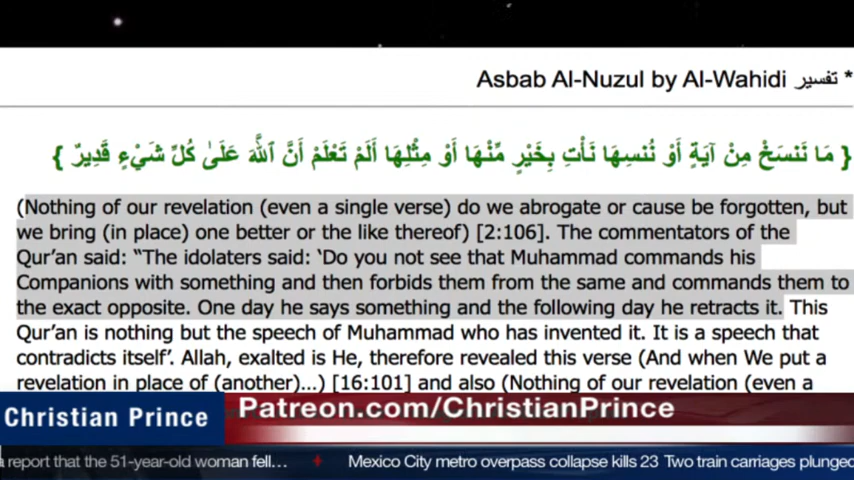 Asbab Al-Nuzul by Al-Wahidi تفسير *
{ مَا نَنسَخْ مِنْ آيَةٍ أَوْ نُنسِهَا نَأْتِ بِخَيْرٍ مِّنْهَا أَوْ مِثْلِهَا أَلَمْ تَعْلَمْ أَنَّ ٱللَّهَ عَلَىٰ كُلِّ شَيْءٍ قَدِيرٌ }
(Nothing of our revelation (even a single verse) do we abrogate or cause be forgotten, but
we bring (in place) one better or the like thereof) [2:106]. The commentators of the
Qur’an said: “The idolaters said: ‘Do you not see that Muhammad commands his
Companions with something and then forbids them from the same and commands them to
the exact opposite. One day he says something and the following day he retracts it. This
Qur’an is nothing but the speech of Muhammad who has invented it. It is a speech that
contradicts itself’. Allah, exalted is He, therefore revealed this verse (And when We put a
revelation in place of (another)…) [16:101] and also (Nothing of our revelation (even a
Christian Prince
Patreon.com/ChristianPrince
a report that the 51-year-old woman fell... Mexico City metro overpass collapse kills 23 Two train carriages plunged